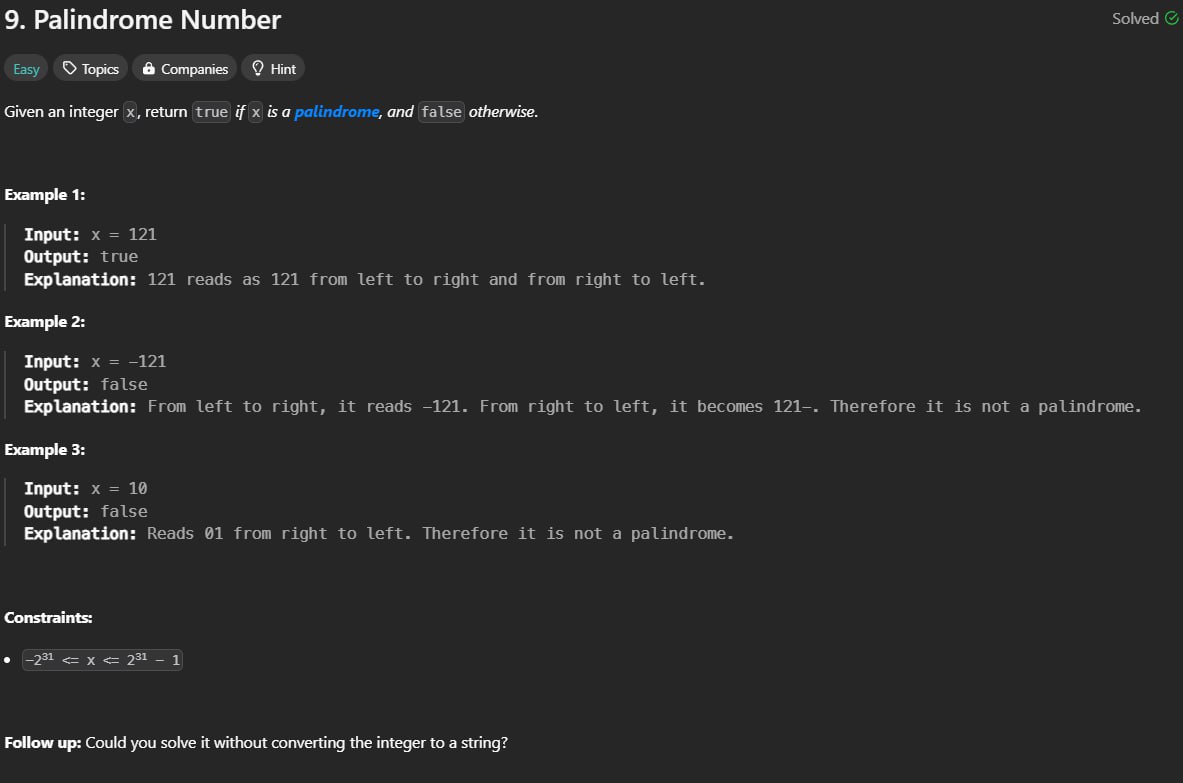 9. Palindrome Number
Solved
Easy
Topics
Companies
Hint
Given an integer x, return true if x is a palindrome, and false otherwise.
Example 1:
Input: x = 121
Output: true
Explanation: 121 reads as 121 from left to right and from right to left.
Example 2:
Input: x = -121
Output: false
Explanation: From left to right, it reads -121. From right to left, it becomes 121-. Therefore it is not a palindrome.
Example 3:
Input: x = 10
Output: false
Explanation: Reads 01 from right to left. Therefore it is not a palindrome.
Constraints:
• -2³¹ <= x <= 2³¹ - 1
Follow up: Could you solve it without converting the integer to a string?